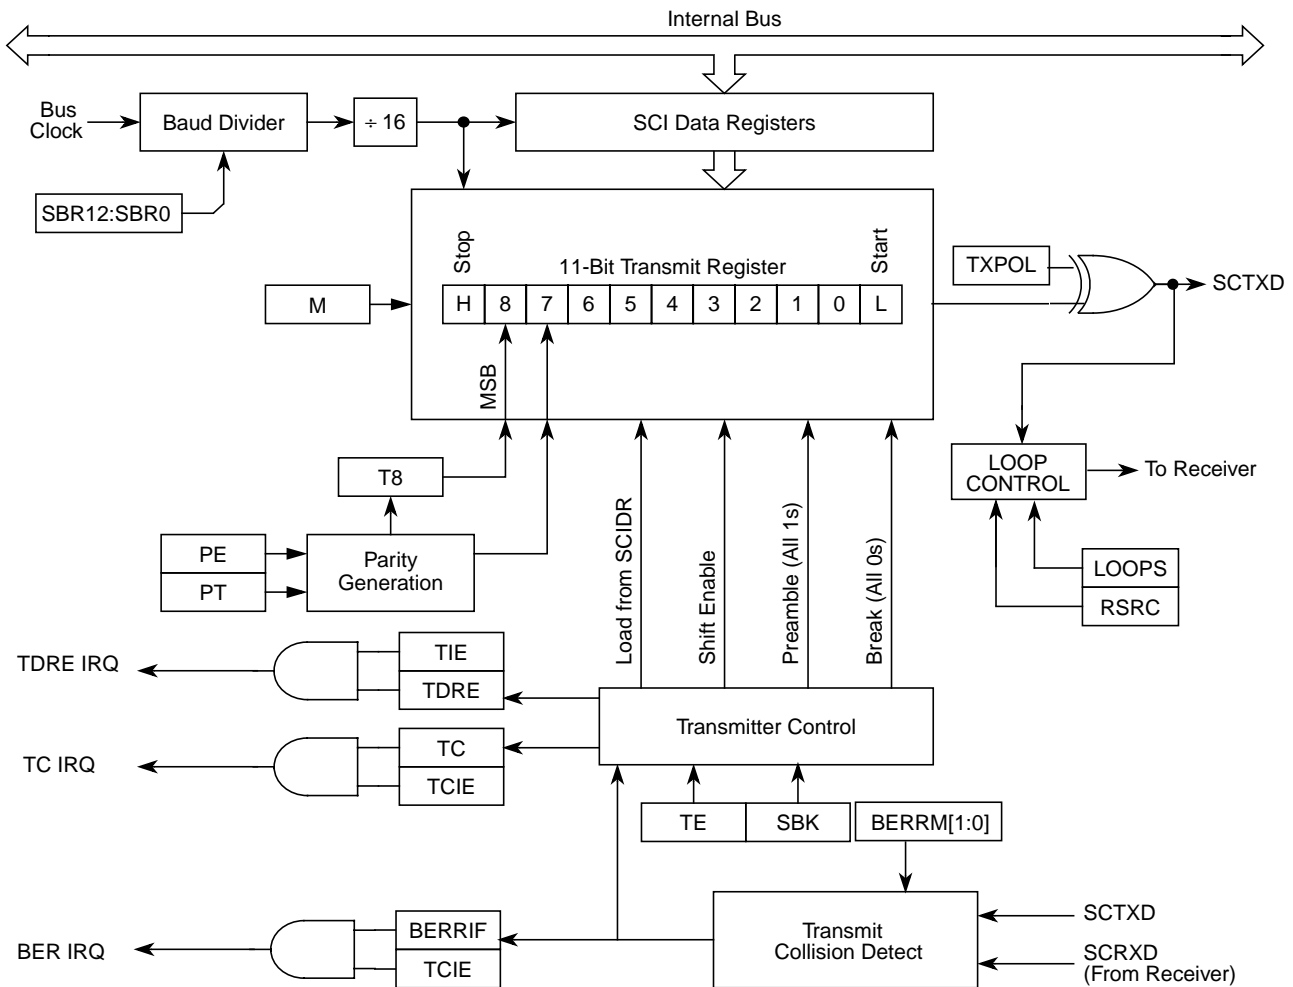 Internal Bus
Bus
Clock
Baud Divider
÷ 16
SCI Data Registers
SBR12:SBR0
Stop
11-Bit Transmit Register
Start
H 8 7 6 5 4 3 2 1 0 L
M
MSB
TXPOL
SCTXD
T8
LOOP
CONTROL
To Receiver
PE
PT
Parity
Generation
LOOPS
RSRC
Load from SCIDR
Shift Enable
Preamble (All 1s)
Break (All 0s)
TDRE IRQ
TIE
TDRE
Transmitter Control
TC IRQ
TC
TCIE
TE
SBK
BERRM[1:0]
BER IRQ
BERRIF
TCIE
Transmit
Collision Detect
SCTXD
SCRXD
(From Receiver)